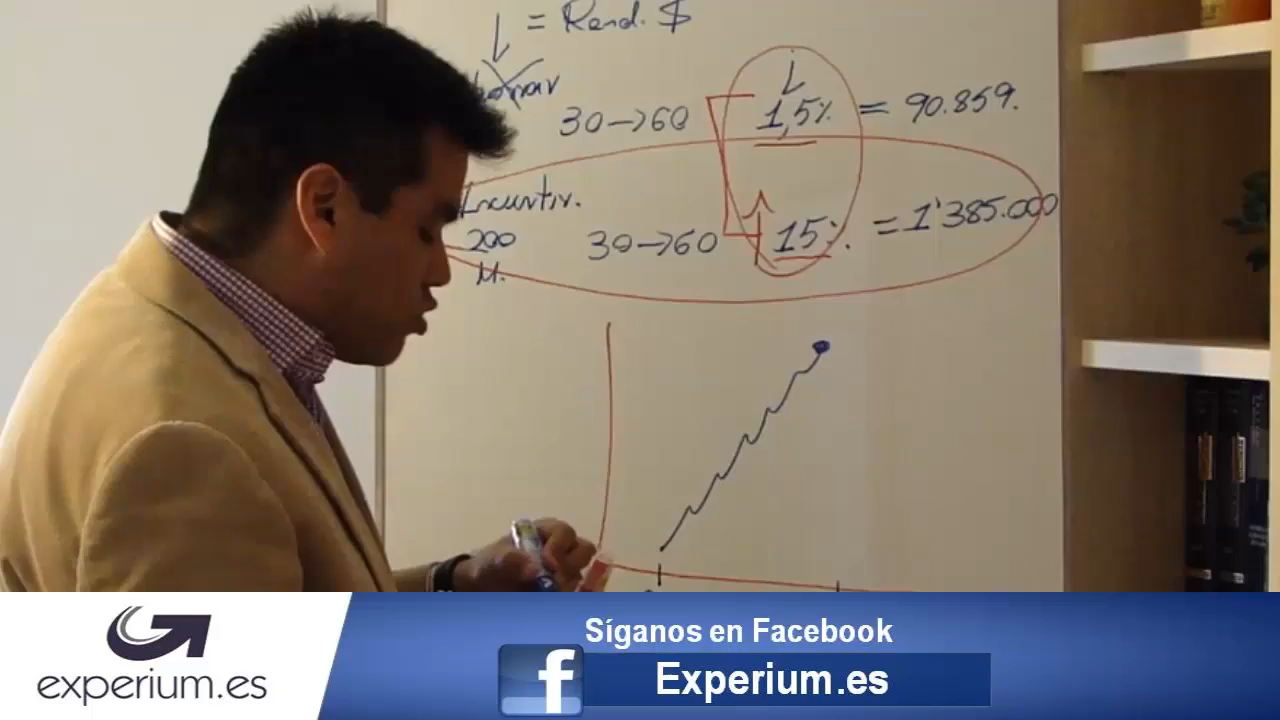 ↓ = Rend. $
30→60 1,5% = 90.859.
200
M.
30→60 15%. = 1'385.000
experium.es
Síganos en Facebook
f
Experium.es